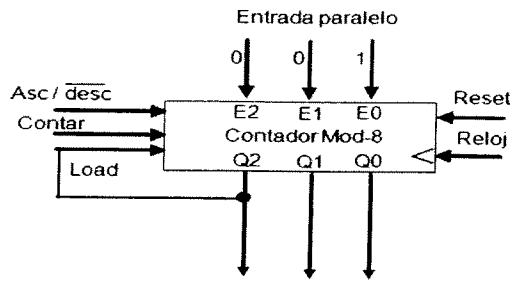 Entrada paralelo
0 0 1
Asc / desc
Contar
Load
E2 E1 E0
Contador Mod-8
Q2 Q1 Q0
Reset
Reloj